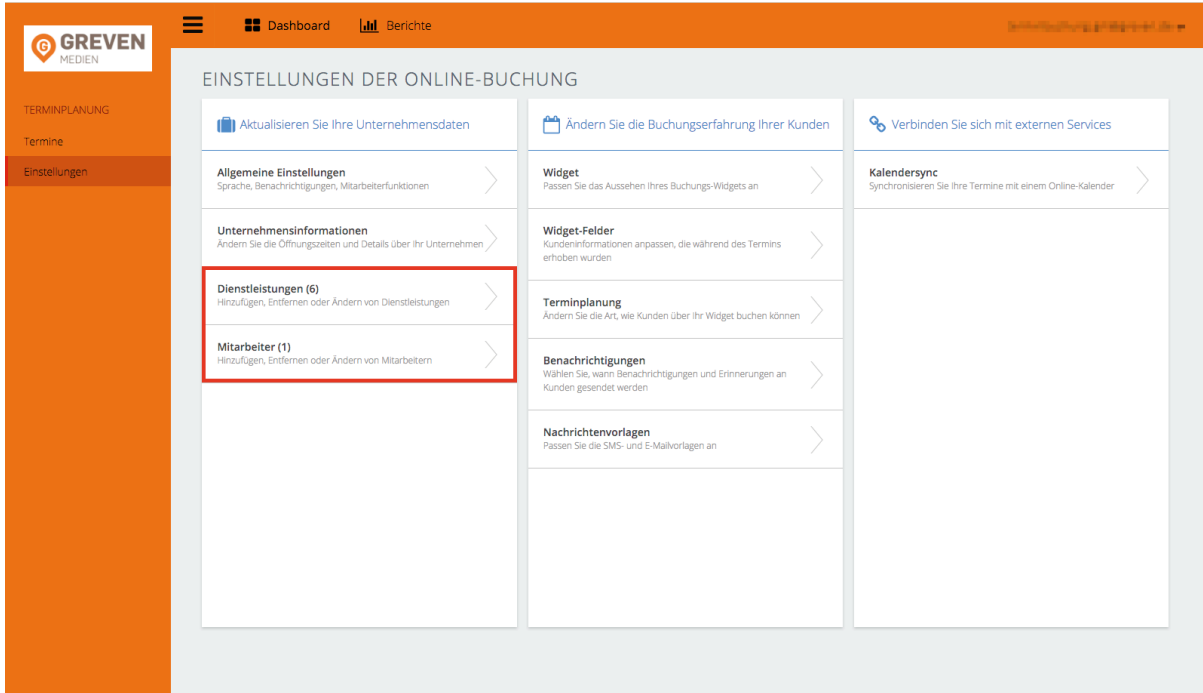 GREVEN
MEDIEN
Dashboard
Berichte
TERMINPLANUNG
Termine
Einstellungen
EINSTELLUNGEN DER ONLINE-BUCHUNG
Aktualisieren Sie Ihre Unternehmensdaten
Allgemeine Einstellungen
Sprache, Benachrichtigungen, Mitarbeiterfunktionen
Unternehmensinformationen
Ändern Sie die Öffnungszeiten und Details über Ihr Unternehmen
Dienstleistungen (6)
Hinzufügen, Entfernen oder Ändern von Dienstleistungen
Mitarbeiter (1)
Hinzufügen, Entfernen oder Ändern von Mitarbeitern
Ändern Sie die Buchungserfahrung Ihrer Kunden
Widget
Passen Sie das Aussehen Ihres Buchungs-Widgets an
Widget-Felder
Kundeninformationen anpassen, die während des Termins
erhoben wurden
Terminplanung
Ändern Sie die Art, wie Kunden über Ihr Widget buchen können
Benachrichtigungen
Wählen Sie, wann Benachrichtigungen und Erinnerungen an
Kunden gesendet werden
Nachrichtenvorlagen
Passen Sie die SMS- und E-Mailvorlagen an
Verbinden Sie sich mit externen Services
Kalendersync
Synchronisieren Sie Ihre Termine mit einem Online-Kalender